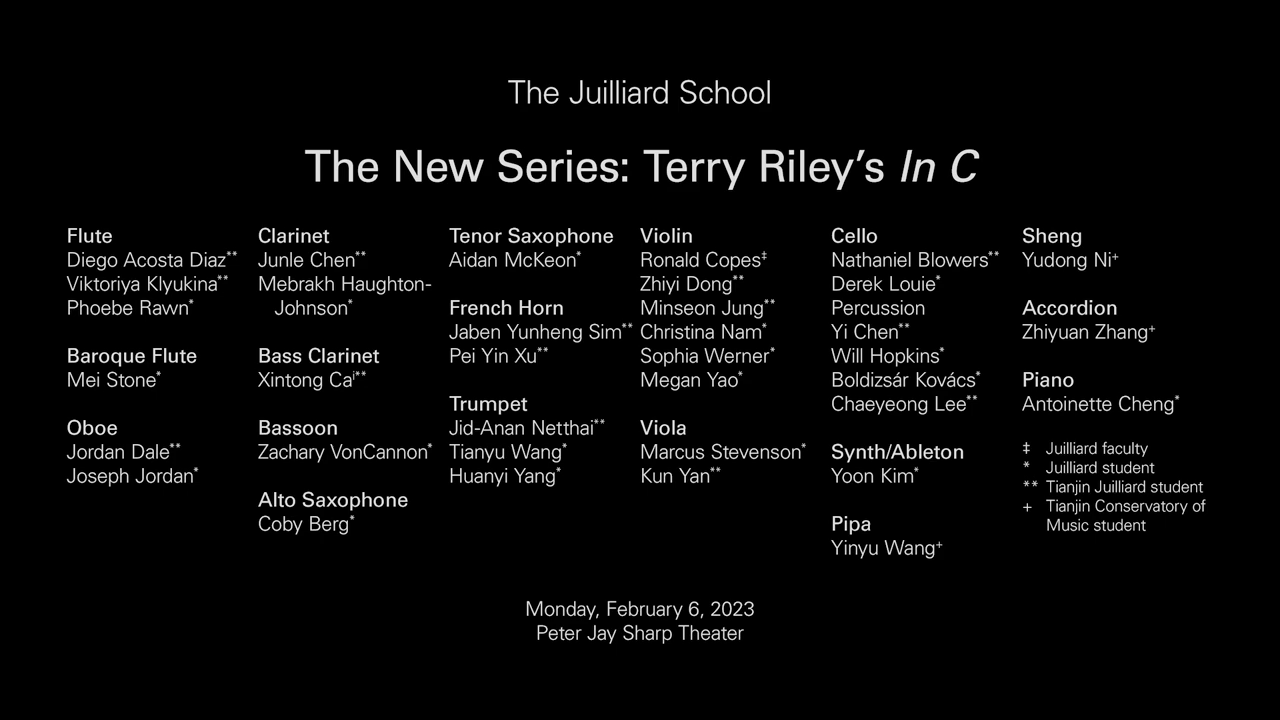 The Juilliard School
The New Series: Terry Riley's In C
Flute
Diego Acosta Diaz**
Viktoriya Klyukina**
Phoebe Rawn*
Baroque Flute
Mei Stone*
Oboe
Jordan Dale**
Joseph Jordan*
Clarinet
Junle Chen**
Mebrakh Haughton-
Johnson*
Bass Clarinet
Xintong Cai**
Bassoon
Zachary VonCannon*
Alto Saxophone
Coby Berg*
Tenor Saxophone
Aidan McKeon*
French Horn
Jaben Yunheng Sim**
Pei Yin Xu**
Trumpet
Jid-Anan Netthai**
Tianyu Wang*
Huanyi Yang*
Violin
Ronald Copes‡
Zhiyi Dong**
Minseon Jung**
Christina Nam*
Sophia Werner*
Megan Yao*
Viola
Marcus Stevenson*
Kun Yan**
Cello
Nathaniel Blowers**
Derek Louie*
Percussion
Yi Chen**
Will Hopkins*
Boldizsár Kovács*
Chaeyeong Lee**
Synth/Ableton
Yoon Kim*
Pipa
Yinyu Wang+
Sheng
Yudong Ni+
Accordion
Zhiyuan Zhang+
Piano
Antoinette Cheng*
‡ Juilliard faculty
* Juilliard student
** Tianjin Juilliard student
+ Tianjin Conservatory of
Music student
Monday, February 6, 2023
Peter Jay Sharp Theater